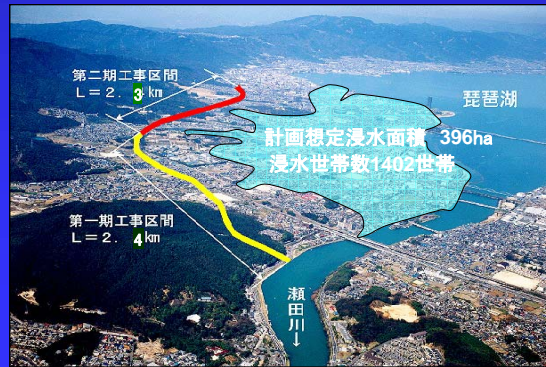 第二期工事区間
L=2.3km
琵琶湖
計画想定浸水面積 396ha
浸水世帯数1402世帯
第一期工事区間
L=2.4km
瀬田川↓